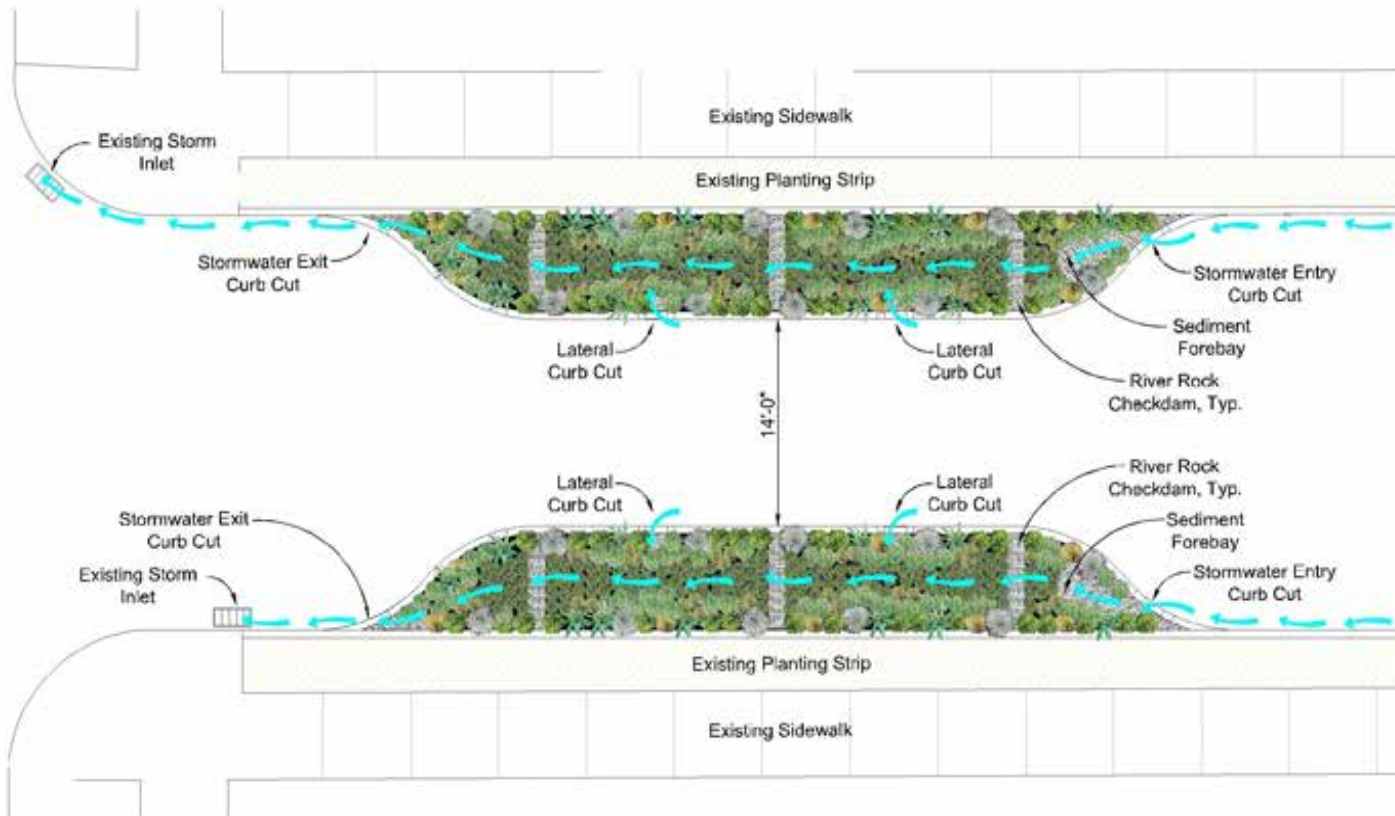 Existing Sidewalk
Existing Storm
Inlet
Existing Planting Strip
Stormwater Exit
Curb Cut
Stormwater Entry
Curb Cut
Lateral
Curb Cut
Lateral
Curb Cut
Sediment
Forebay
River Rock
Checkdam, Typ.
14'-0"
Lateral
Curb Cut
Lateral
Curb Cut
River Rock
Checkdam, Typ.
Stormwater Exit
Curb Cut
Sediment
Forebay
Existing Storm
Inlet
Stormwater Entry
Curb Cut
Existing Planting Strip
Existing Sidewalk